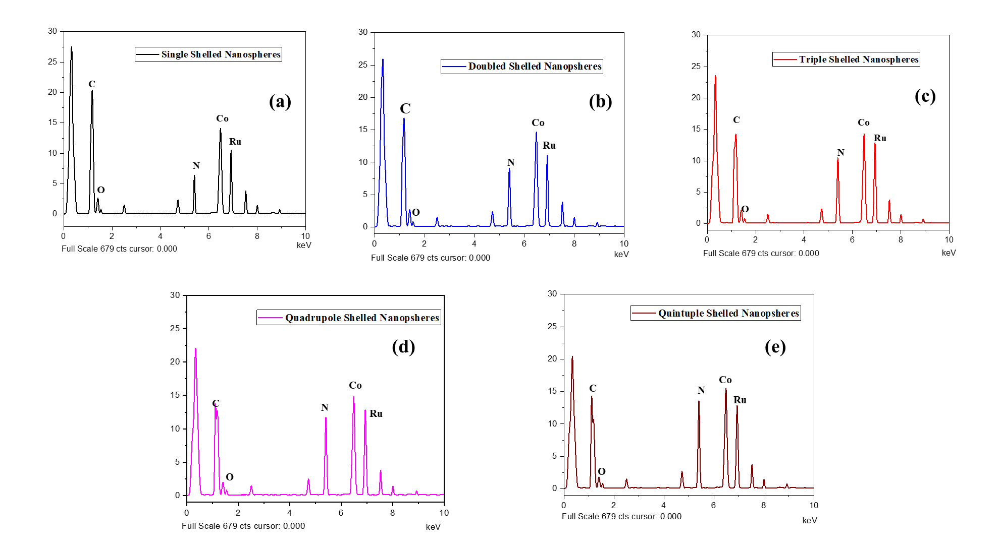 30
25
20
15
10
5
0
0 2 4 6 8 10
keV
Full Scale 679 cts cursor: 0.000
Single Shelled Nanospheres
(a)
C
O
N
Co
Ru
30
25
20
15
10
5
0
0 2 4 6 8 10
keV
Full Scale 679 cts cursor: 0.000
Doubled Shelled Nanopsheres
(b)
C
O
N
Co
Ru
30
25
20
15
10
5
0
0 2 4 6 8 10
keV
Full Scale 679 cts cursor: 0.000
Triple Shelled Nanospheres
(c)
C
O
N
Co
Ru
30
25
20
15
10
5
0
0 2 4 6 8 10
keV
Full Scale 679 cts cursor: 0.000
Quadrupole Shelled Nanopsheres
(d)
C
O
N
Co
Ru
30
25
20
15
10
5
0
0 2 4 6 8 10
keV
Full Scale 679 cts cursor: 0.000
Quintuple Shelled Nanopsheres
(e)
C
O
N
Co
Ru